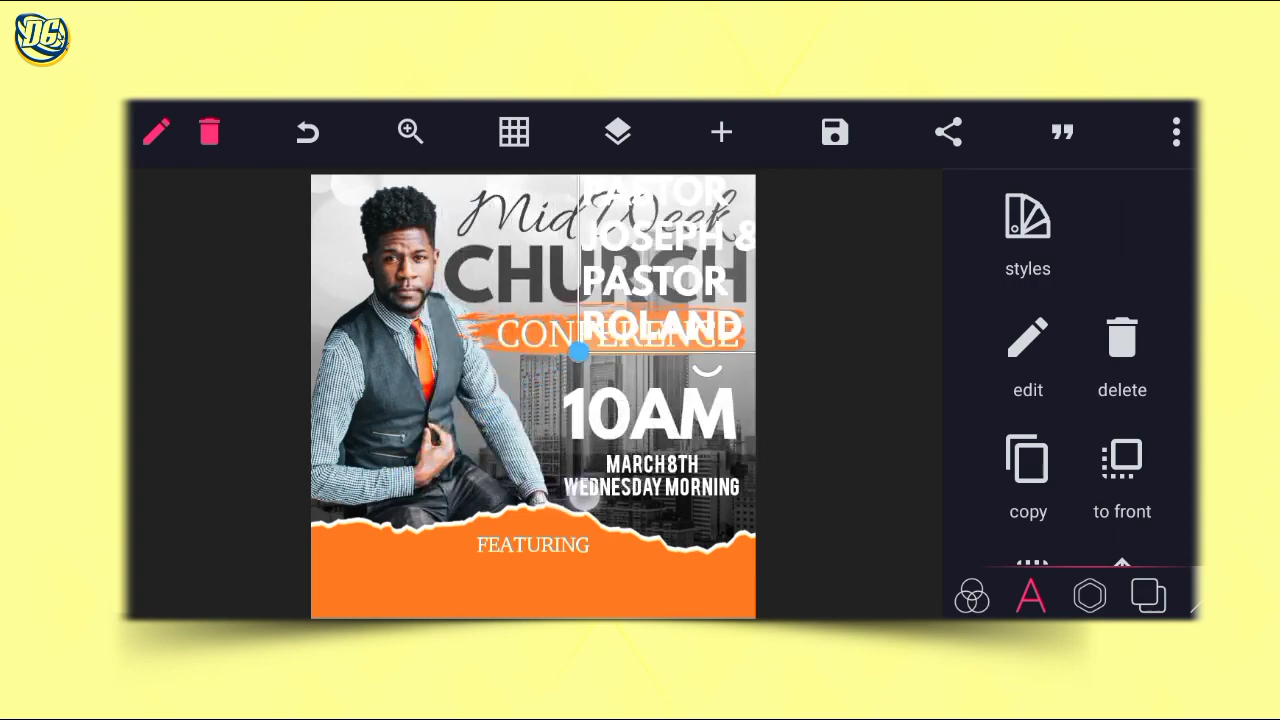 DG
Mid Week
CHURCH
CONFERENCE
PASTOR
JOSEPH &
PASTOR
ROLAND
10AM
MARCH 8TH
WEDNESDAY MORNING
FEATURING
styles
edit
delete
copy
to front